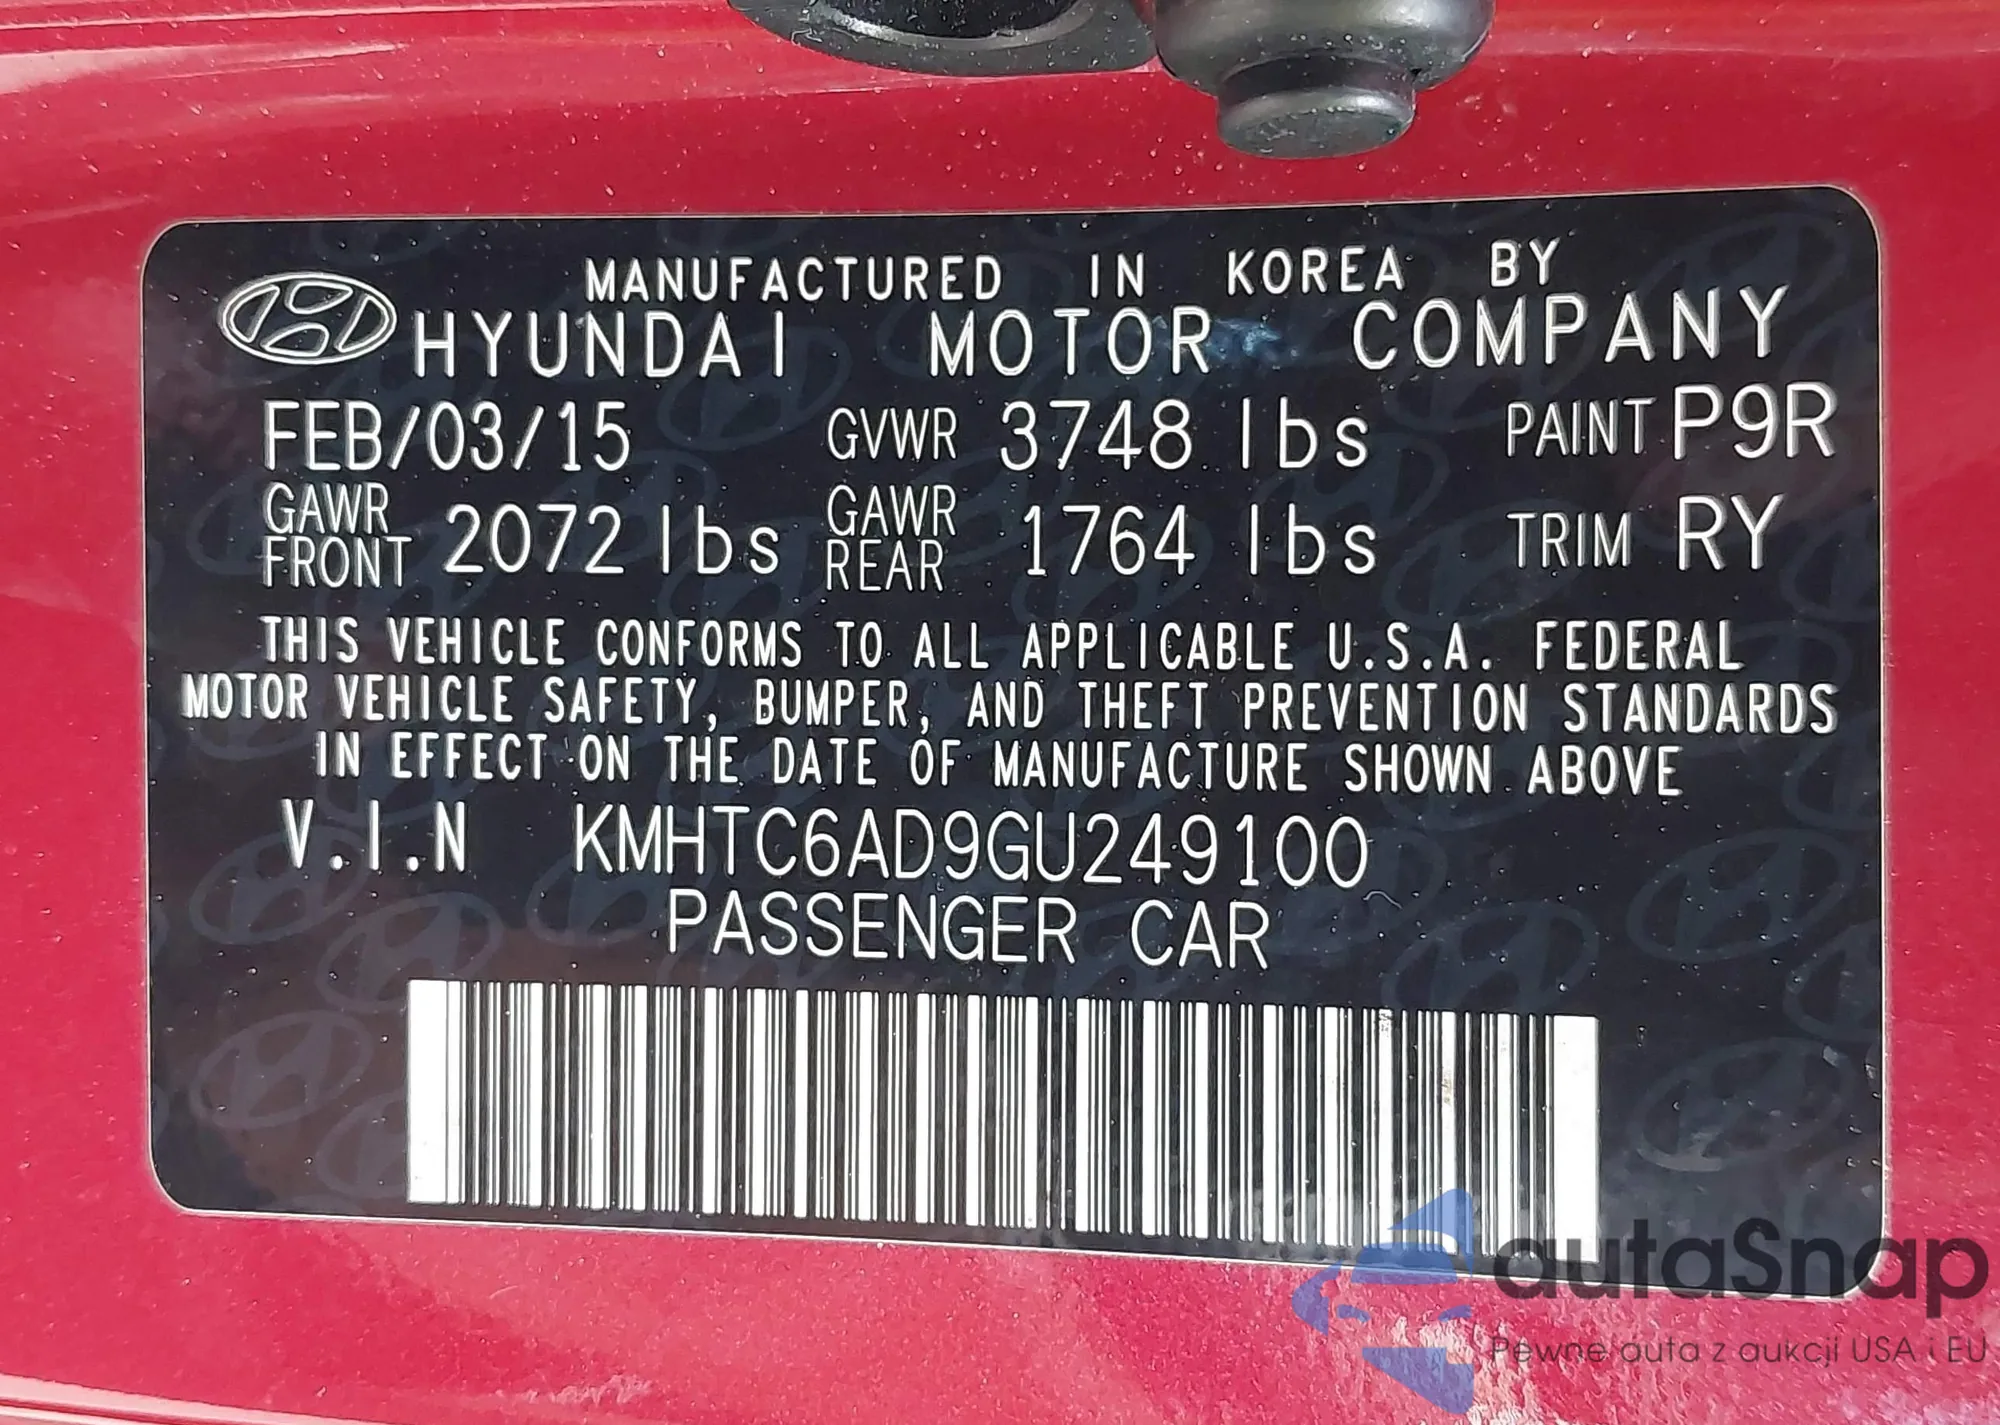 MANUFACTURED IN KOREA BY
HYUNDAI MOTOR COMPANY
FEB/03/15 GVWR 3748 lbs PAINT P9R
GAWR FRONT 2072 lbs GAWR REAR 1764 lbs TRIM RY
THIS VEHICLE CONFORMS TO ALL APPLICABLE U.S.A. FEDERAL
MOTOR VEHICLE SAFETY, BUMPER, AND THEFT PREVENTION STANDARDS
IN EFFECT ON THE DATE OF MANUFACTURE SHOWN ABOVE
V.I.N KMHTC6AD9GU249100
PASSENGER CAR
autaSnap
Pewne auta z aukcji USA i EU